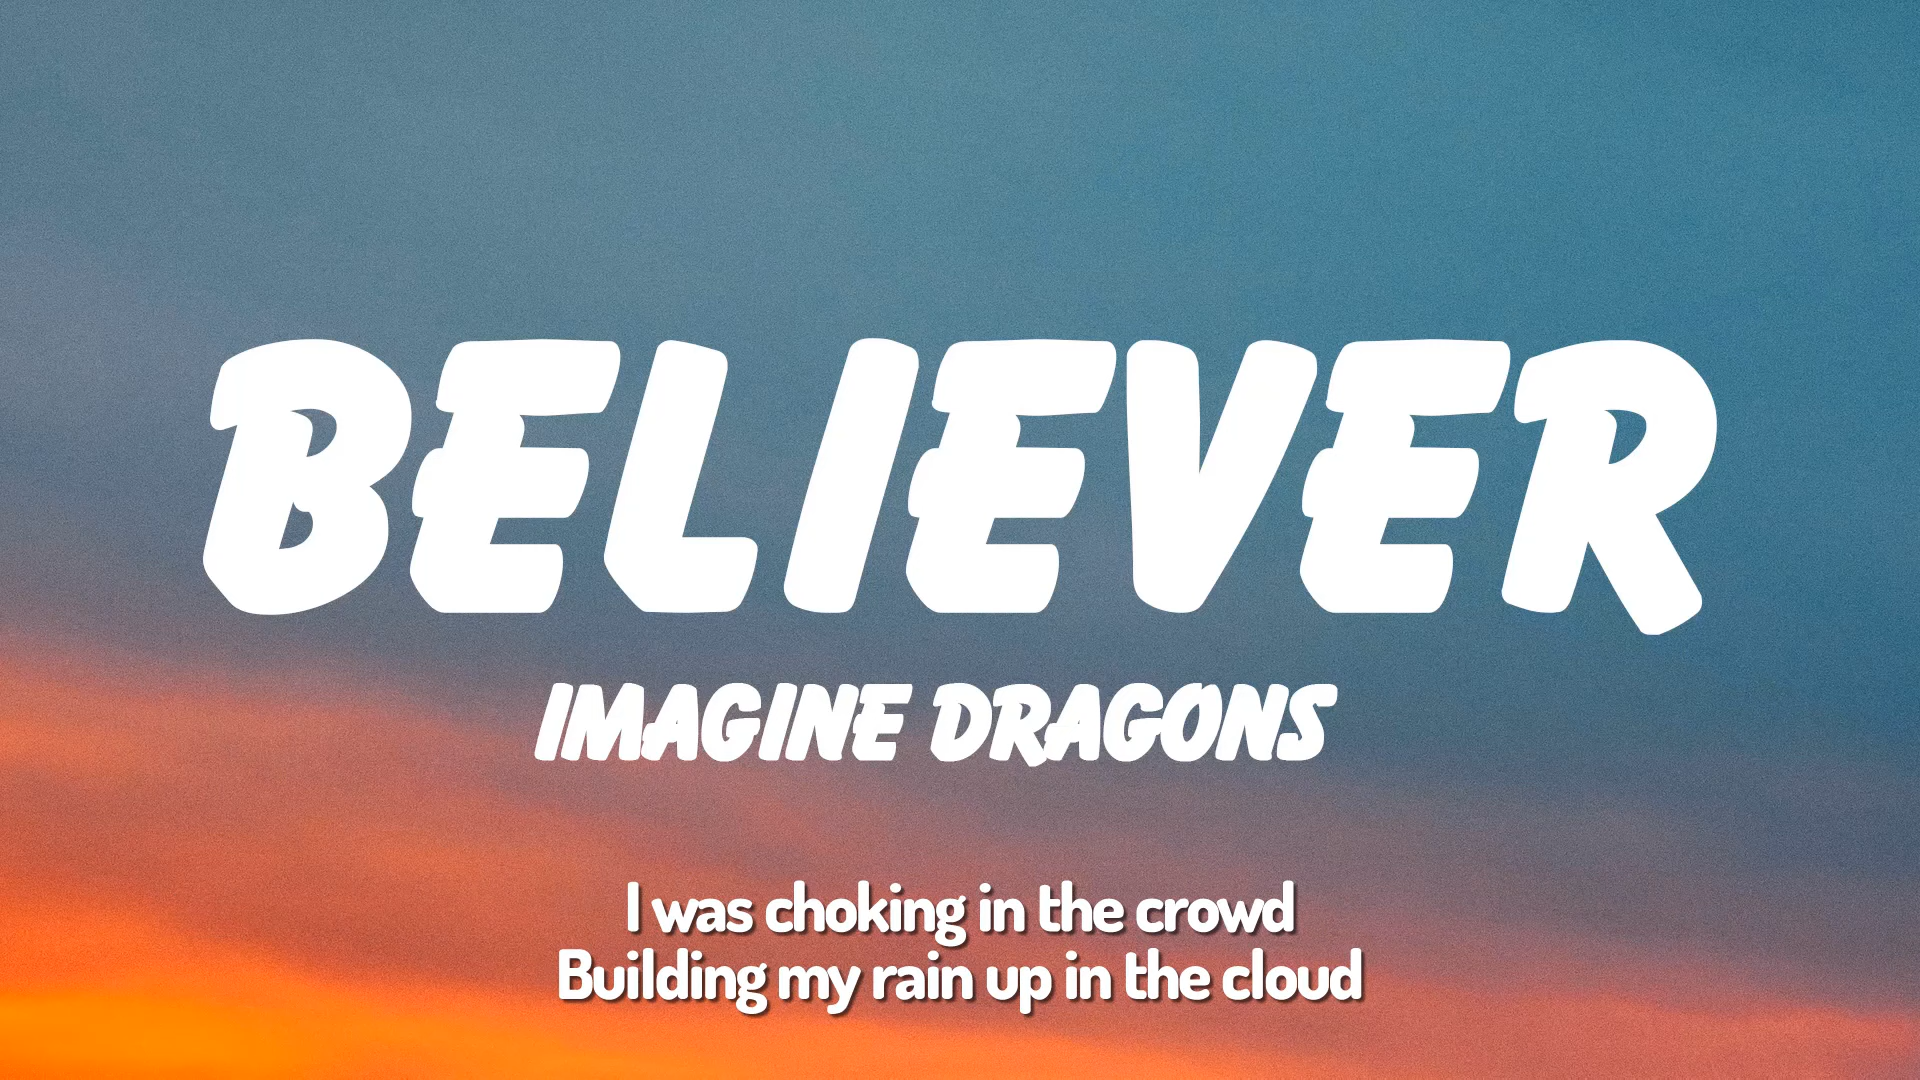 BELIEVER
IMAGINE DRAGONS
I was choking in the crowd
Building my rain up in the cloud